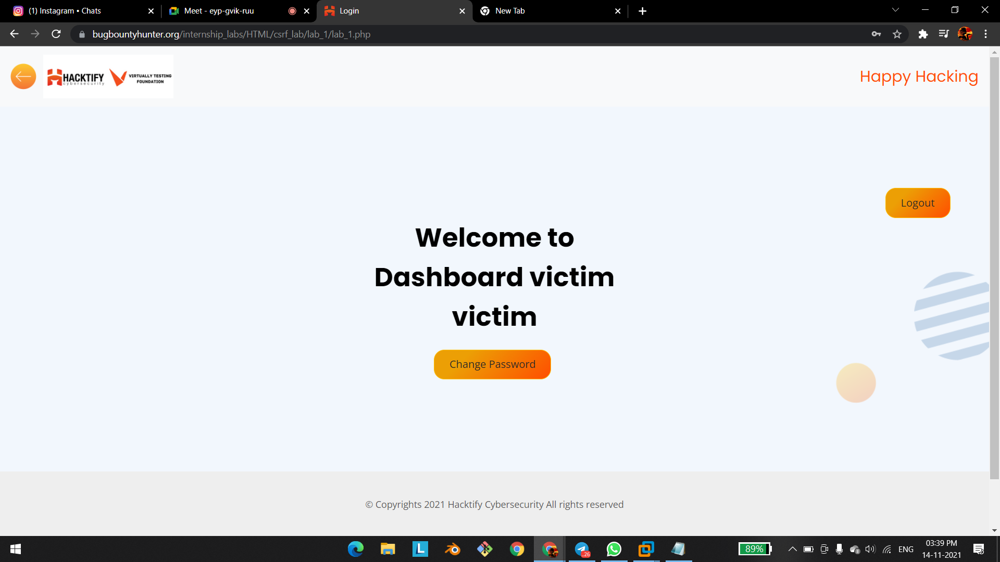 (1) Instagram • Chats
Meet - eyp-gvik-ruu
Login
New Tab
bugbountyhunter.org/internship_labs/HTML/csrf_lab/lab_1/lab_1.php
HACKTIFY
cybersecurity
VIRTUALLY TESTING
FOUNDATION
Happy Hacking
Logout
Welcome to
Dashboard victim
victim
Change Password
© Copyrights 2021 Hacktify Cybersecurity All rights reserved
L
26
89%
ENG
03:39 PM
14-11-2021